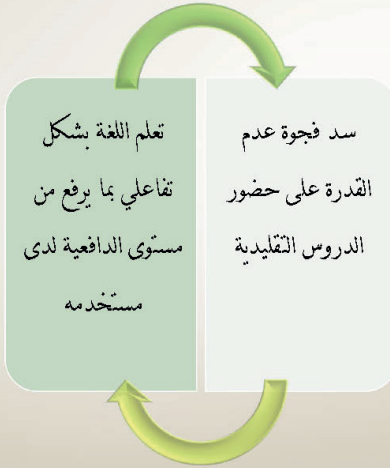 سد فجوة عدم
القدرة على حضور
الدروس التقليدية
تعلم اللغة بشكل
تفاعلي بما يرفع من
مستوى الدافعية لدى
مستخدمه